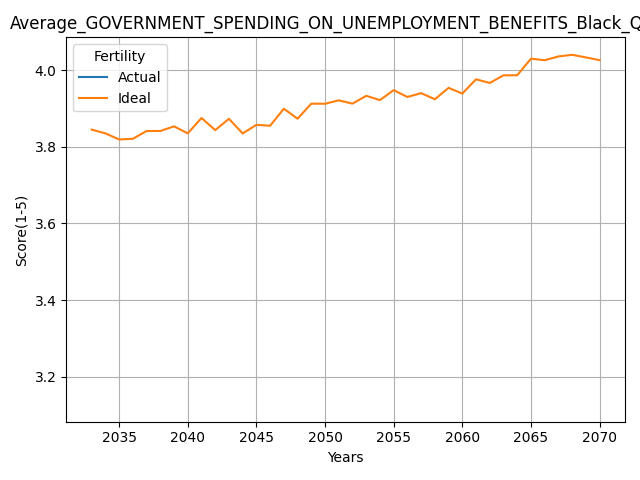 Average_GOVERNMENT_SPENDING_ON_UNEMPLOYMENT_BENEFITS_Black_Q
Fertility
Actual
Ideal
4.0
3.8
3.6
3.4
3.2
Score(1-5)
2035 2040 2045 2050 2055 2060 2065 2070
Years